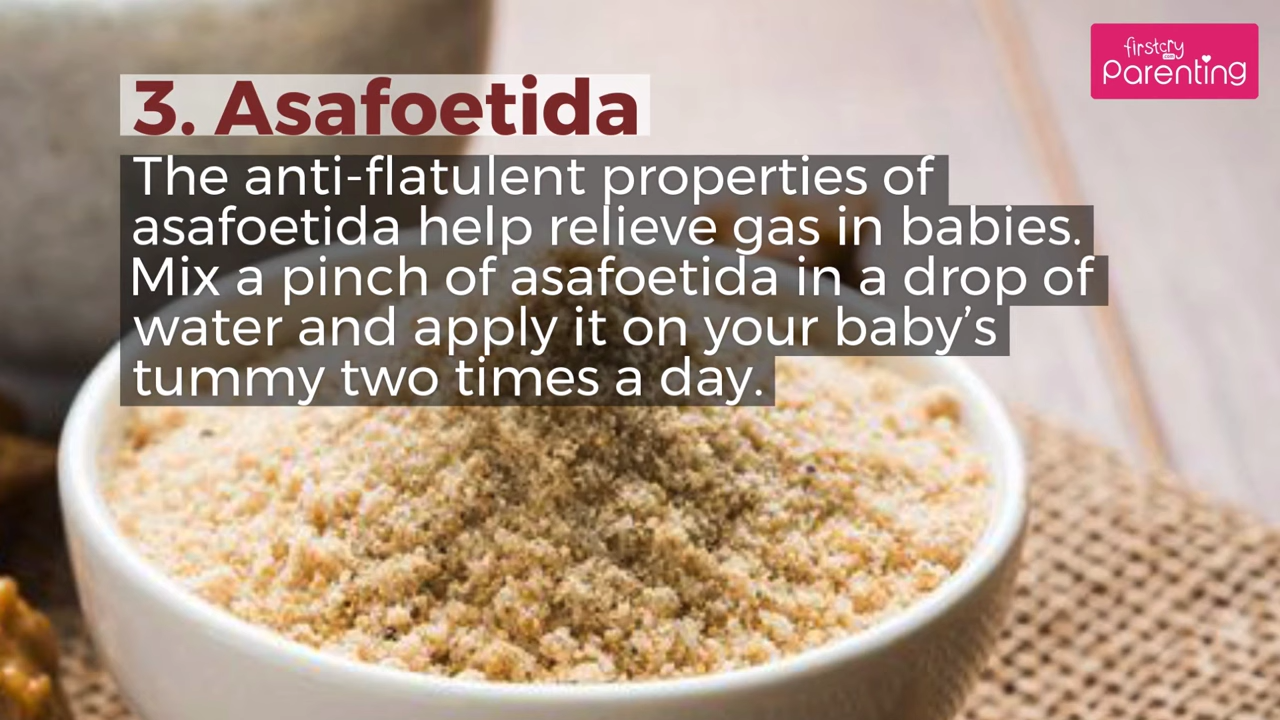 firstcry
.com
Parenting
3. Asafoetida
The anti-flatulent properties of
asafoetida help relieve gas in babies.
Mix a pinch of asafoetida in a drop of
water and apply it on your baby’s
tummy two times a day.